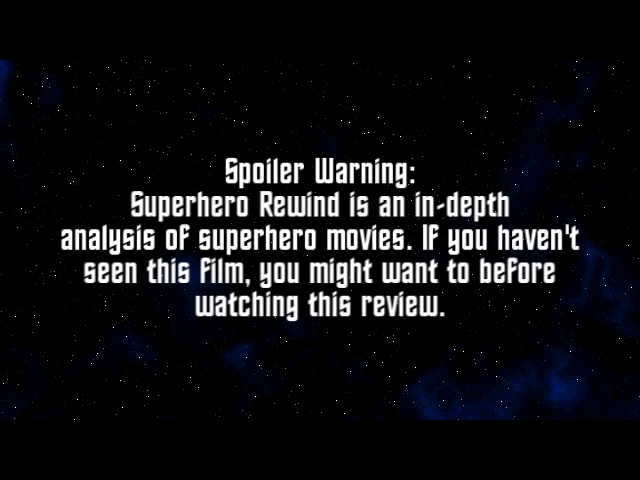 Spoiler Warning:
Superhero Rewind is an in-depth
analysis of superhero movies. If you haven't
seen this film, you might want to before
watching this review.